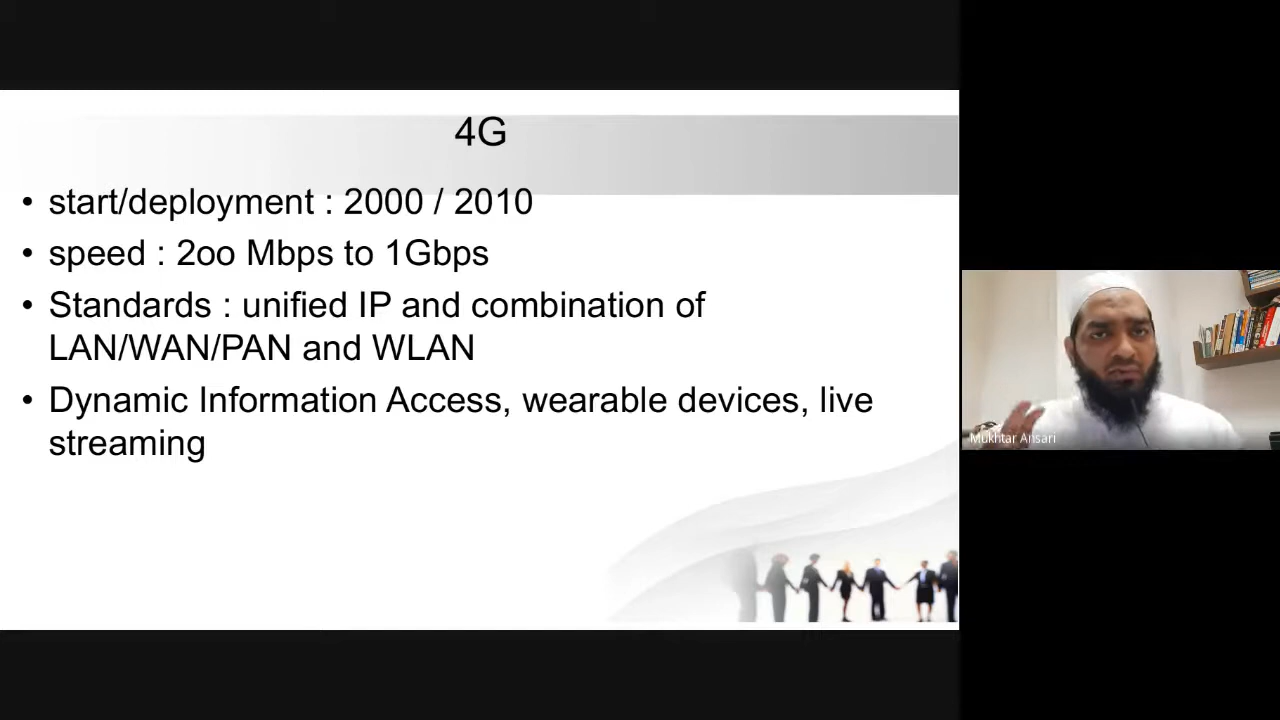 4G
• start/deployment : 2000 / 2010
• speed : 2oo Mbps to 1Gbps
• Standards : unified IP and combination of
LAN/WAN/PAN and WLAN
• Dynamic Information Access, wearable devices, live
streaming
Mukhtar Ansari